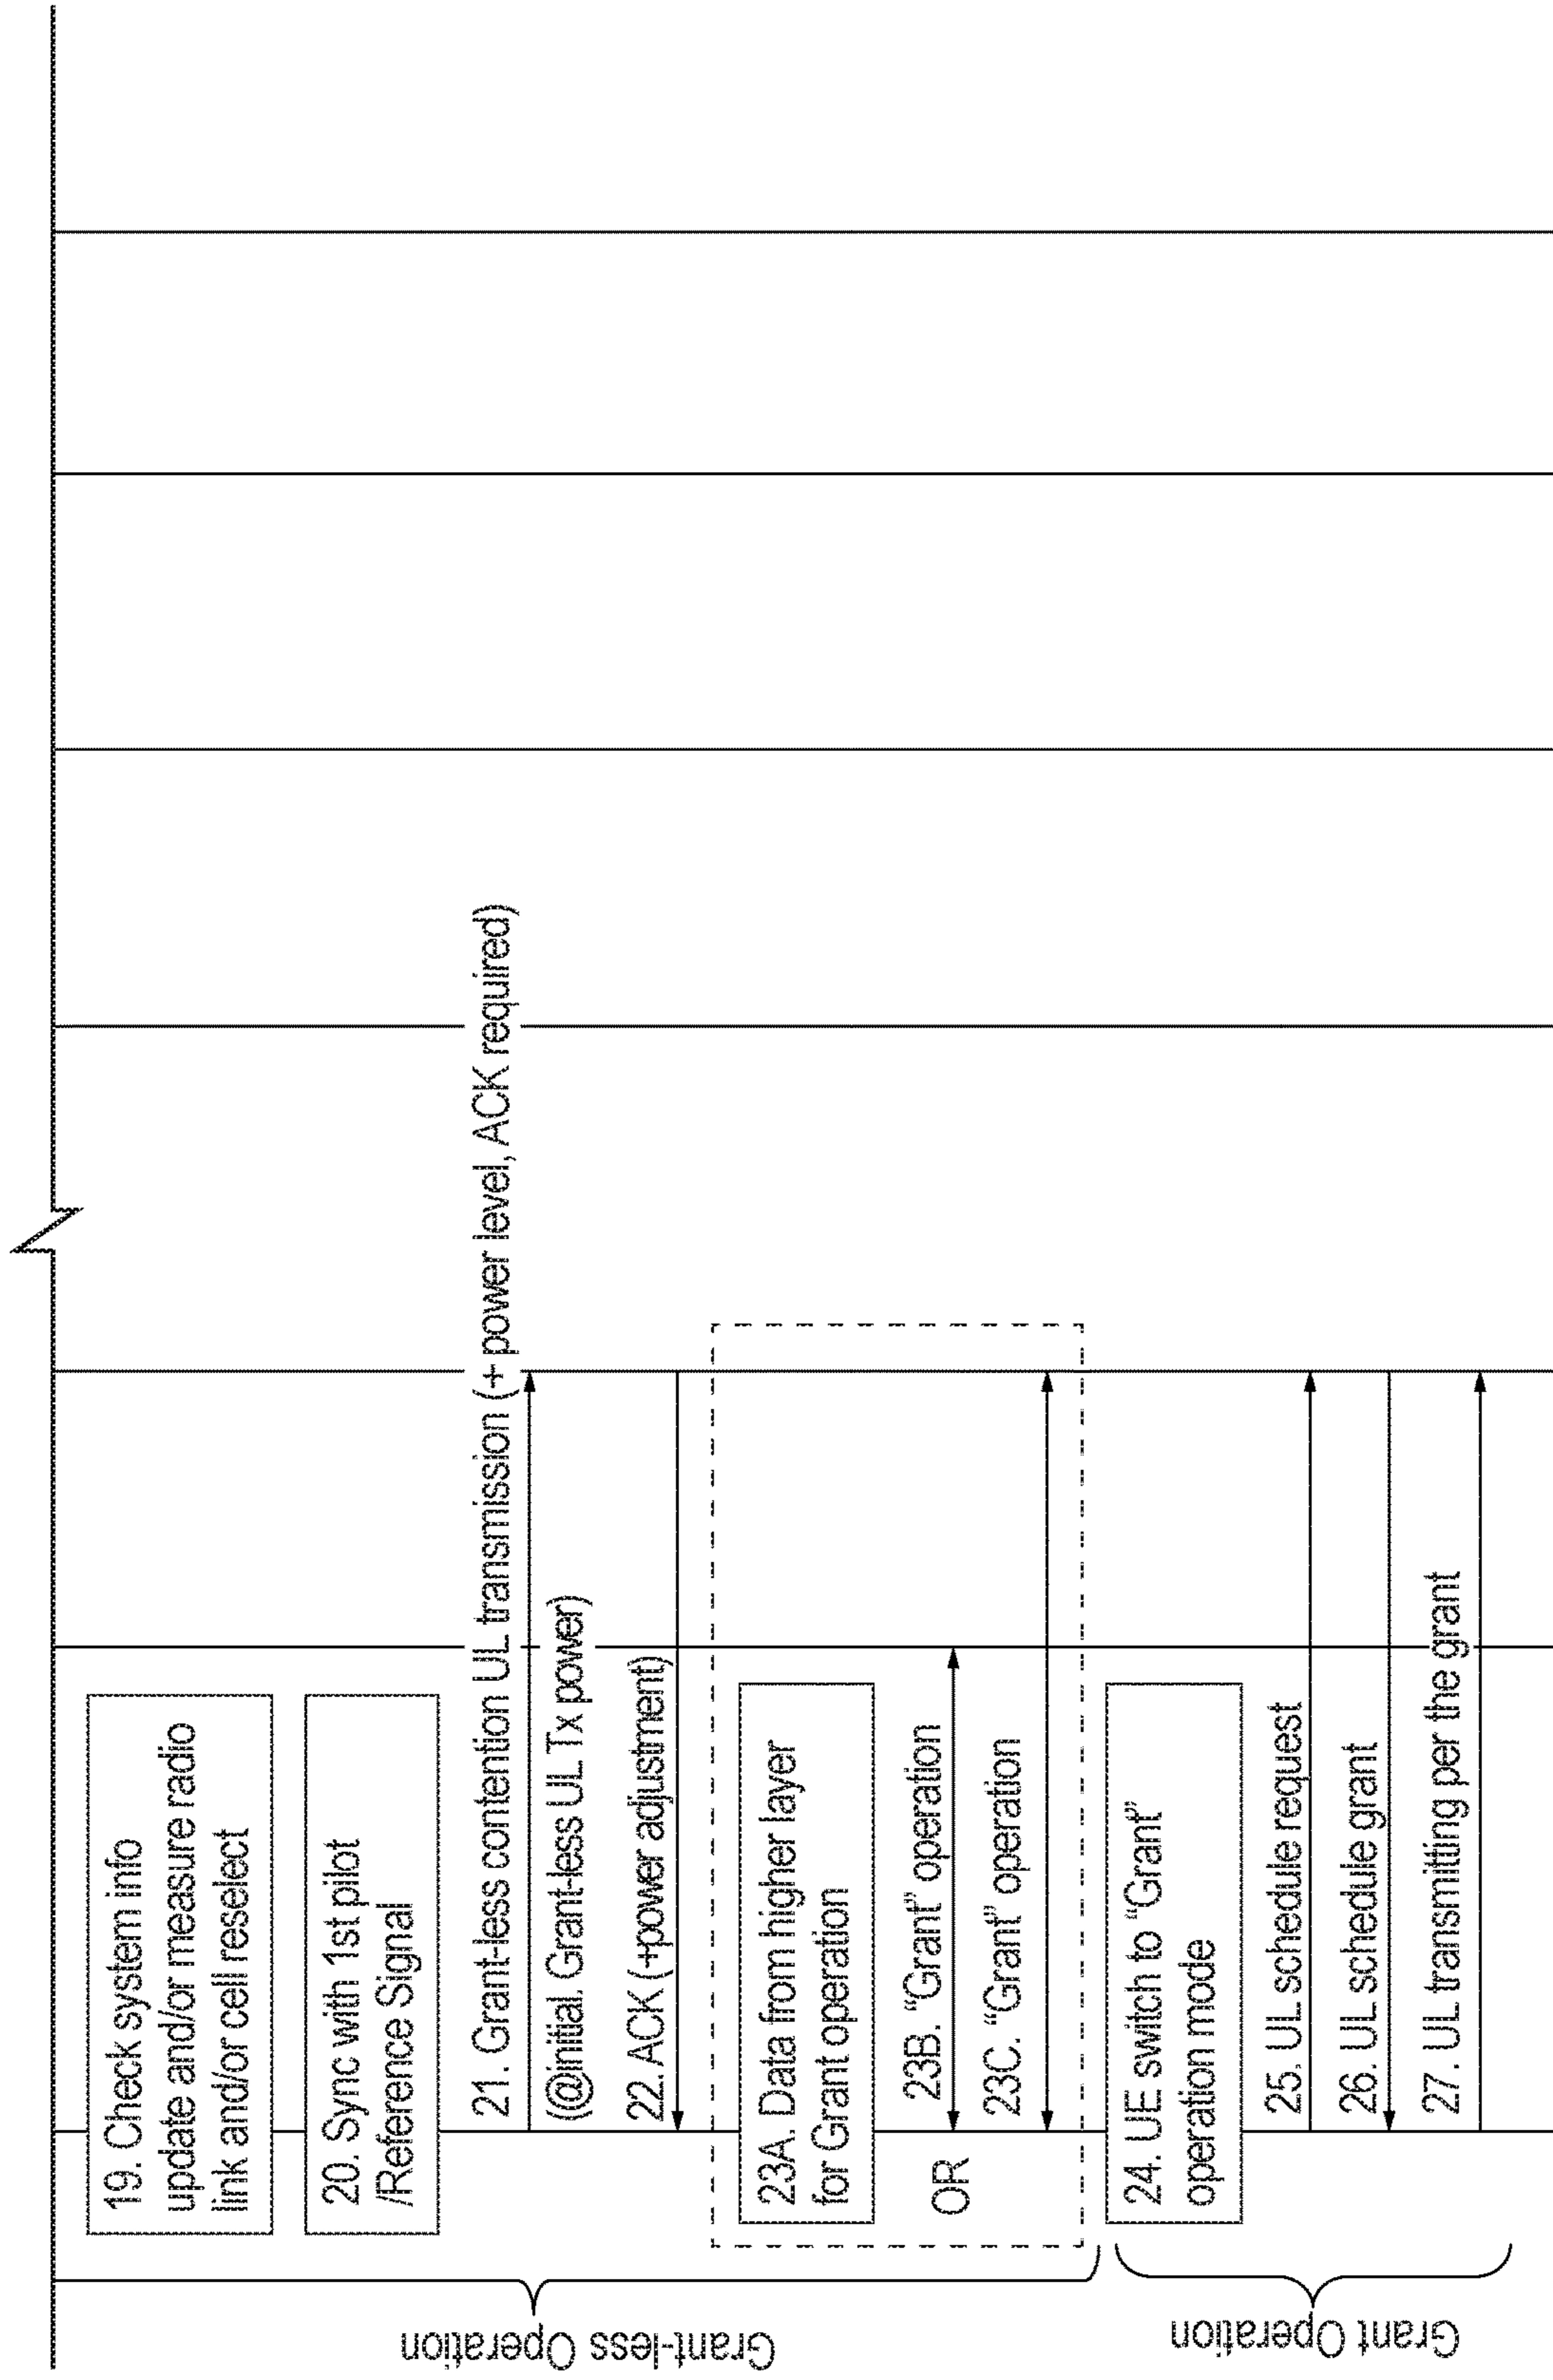 19. Check system info
update and/or measure radio
link and/or cell reselect
20. Sync with 1st pilot
/Reference Signal
21. Grant-less contention UL transmission (+ power level, ACK required)
(@initial. Grant-less UL Tx power)
22. ACK (+power adjustment)
23A. Data from higher layer
for Grant operation
OR
23B. “Grant” operation
23C. “Grant” operation
24. UE switch to “Grant”
operation mode
25. UL schedule request
26. UL schedule grant
27. UL transmitting per the grant
Grant-less Operation
Grant Operation